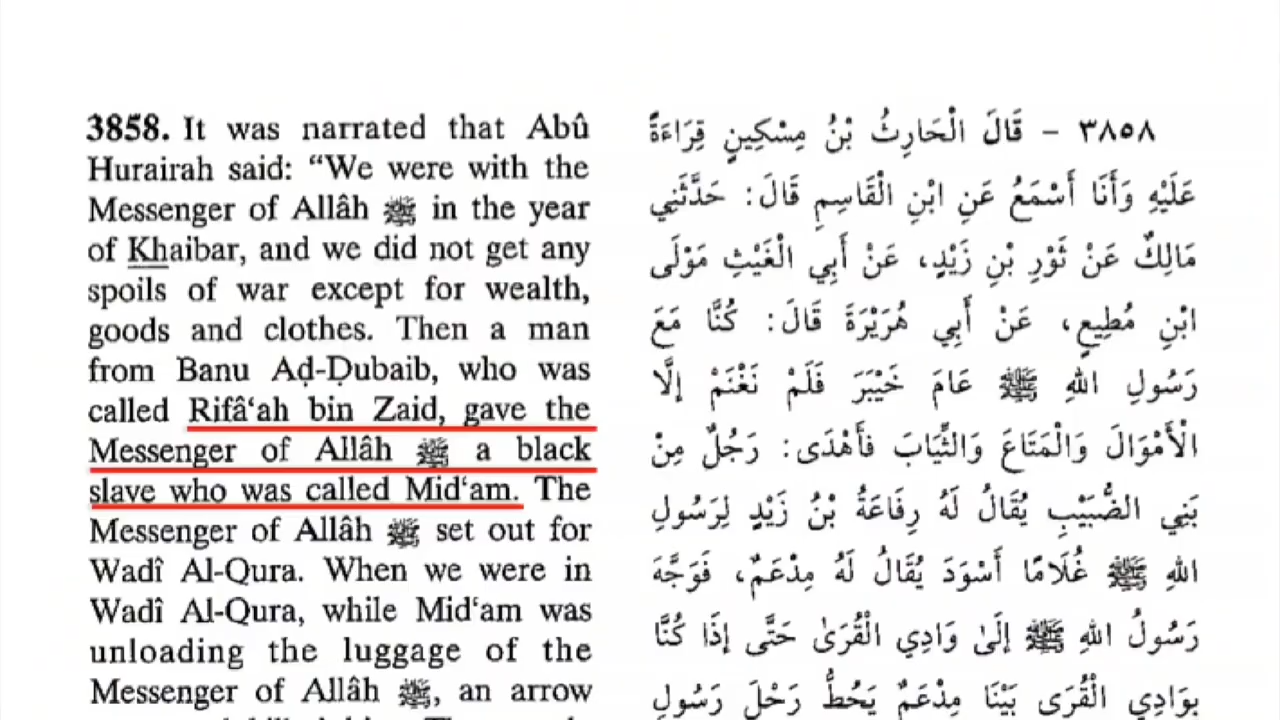 3858. It was narrated that Abû
Hurairah said: “We were with the
Messenger of Allâh ﷺ in the year
of Khaibar, and we did not get any
spoils of war except for wealth,
goods and clothes. Then a man
from Banu Aḍ-Ḍubaib, who was
called Rifâ‘ah bin Zaid, gave the
Messenger of Allâh ﷺ a black
slave who was called Mid‘am. The
Messenger of Allâh ﷺ set out for
Wadî Al-Qura. When we were in
Wadî Al-Qura, while Mid‘am was
unloading the luggage of the
Messenger of Allâh ﷺ, an arrow
٣٨٥٨ - قَالَ الْحَارِثُ بْنُ مِسْكِينٍ قِرَاءَةً
عَلَيْهِ وَأَنَا أَسْمَعُ عَنِ ابْنِ الْقَاسِمِ قَالَ: حَدَّثَنِي
مَالِكٌ عَنْ ثَوْرِ بْنِ زَيْدٍ، عَنْ أَبِي الْغَيْثِ مَوْلَى
ابْنِ مُطِيعٍ، عَنْ أَبِي هُرَيْرَةَ قَالَ: كُنَّا مَعَ
رَسُولِ اللهِ ﷺ عَامَ خَيْبَرَ فَلَمْ نَغْنَمْ إِلَّا
الْأَمْوَالَ وَالْمَتَاعَ وَالثِّيَابَ فَأَهْدَى: رَجُلٌ مِنْ
بَنِي الضُّبَيْبِ يُقَالُ لَهُ رِفَاعَةُ بْنُ زَيْدٍ لِرَسُولِ
اللهِ ﷺ غُلَامًا أَسْوَدَ يُقَالُ لَهُ مِدْعَمٌ، فَوَجَّهَ
رَسُولُ اللهِ ﷺ إِلَىٰ وَادِي الْقُرَىٰ حَتَّى إِذَا كُنَّا
بِوَادِي الْقُرَى بَيْنَا مِدْعَمٌ يَحُطُّ رَحْلَ رَسُولِ